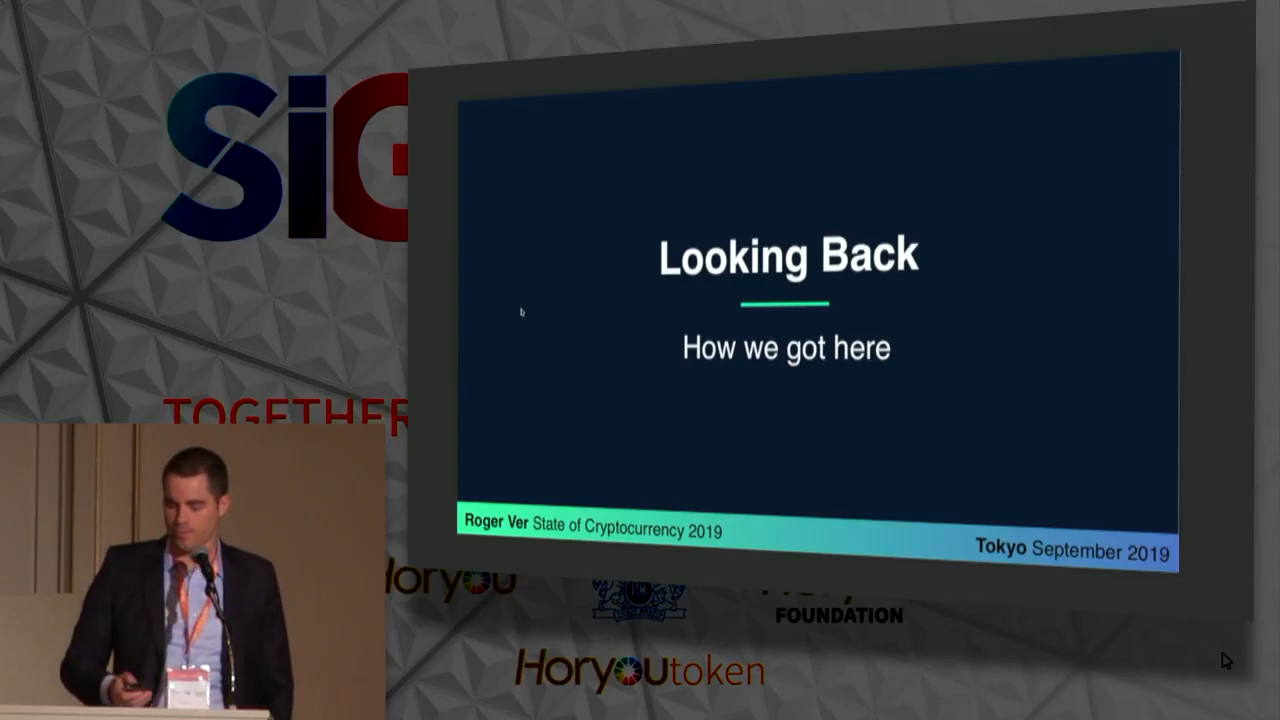 SiG
TOGETHER
Looking Back
How we got here
Roger Ver State of Cryptocurrency 2019
Tokyo September 2019
Horyou
FOUNDATION
Horyoutoken